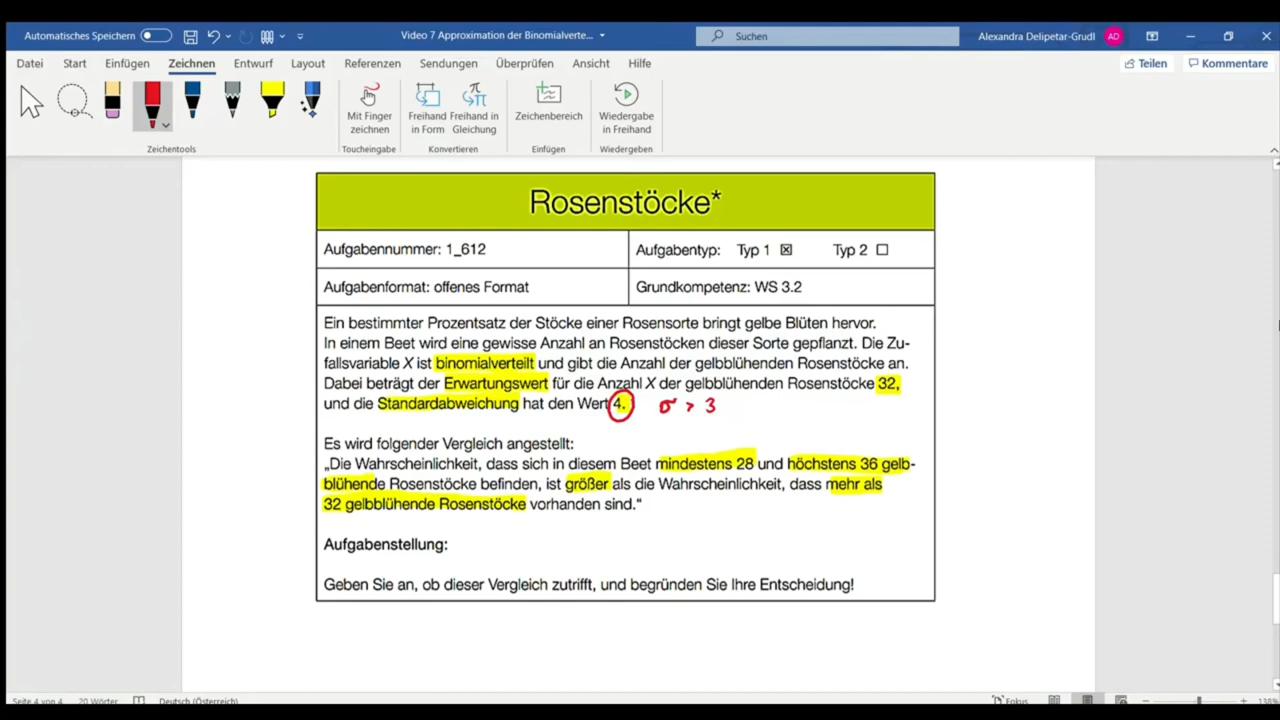 Automatisches Speichern
Video 7 Approximation der Binomialverte...
Suchen
Alexandra Delipetar-Grudl
AD
Datei Start Einfügen Zeichnen Entwurf Layout Referenzen Sendungen Überprüfen Ansicht Hilfe
Teilen
Kommentare
Mit Finger
zeichnen
Freihand
in Form
Freihand in
Gleichung
Zeichenbereich
Wiedergabe
in Freihand
Zeichentools
Toucheingabe
Konvertieren
Einfügen
Wiedergeben
Rosenstöcke*
Aufgabennummer: 1_612
Aufgabentyp: Typ 1 ☒ Typ 2 ☐
Aufgabenformat: offenes Format
Grundkompetenz: WS 3.2
Ein bestimmter Prozentsatz der Stöcke einer Rosensorte bringt gelbe Blüten hervor.
In einem Beet wird eine gewisse Anzahl an Rosenstöcken dieser Sorte gepflanzt. Die Zu-
fallsvariable X ist binomialverteilt und gibt die Anzahl der gelbblühenden Rosenstöcke an.
Dabei beträgt der Erwartungswert für die Anzahl X der gelbblühenden Rosenstöcke 32,
und die Standardabweichung hat den Wert 4. σ > 3
Es wird folgender Vergleich angestellt:
„Die Wahrscheinlichkeit, dass sich in diesem Beet mindestens 28 und höchstens 36 gelb-
blühende Rosenstöcke befinden, ist größer als die Wahrscheinlichkeit, dass mehr als
32 gelbblühende Rosenstöcke vorhanden sind.“
Aufgabenstellung:
Geben Sie an, ob dieser Vergleich zutrifft, und begründen Sie Ihre Entscheidung!
Seite 4 von 4 20 Wörter Deutsch (Österreich)
Fokus
138%